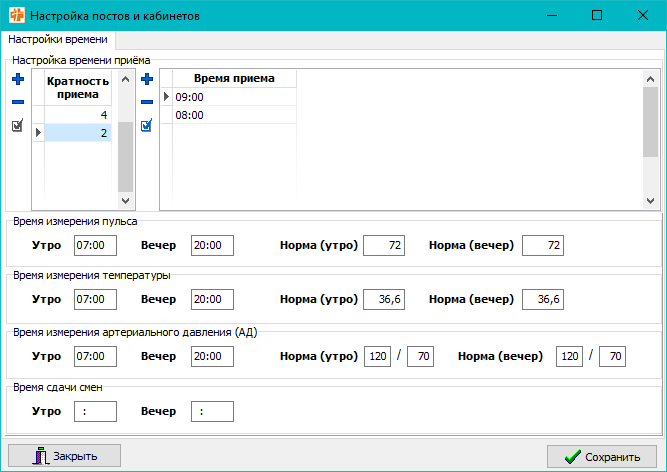 Настройка постов и кабинетов
Настройки времени
Настройка времени приёма
Кратность приема
Время приема
4
2
09:00
08:00
Время измерения пульса
Утро 07:00 Вечер 20:00 Норма (утро) 72 Норма (вечер) 72
Время измерения температуры
Утро 07:00 Вечер 20:00 Норма (утро) 36,6 Норма (вечер) 36,6
Время измерения артериального давления (АД)
Утро 07:00 Вечер 20:00 Норма (утро) 120 / 70 Норма (вечер) 120 / 70
Время сдачи смен
Утро : Вечер :
Закрыть Сохранить